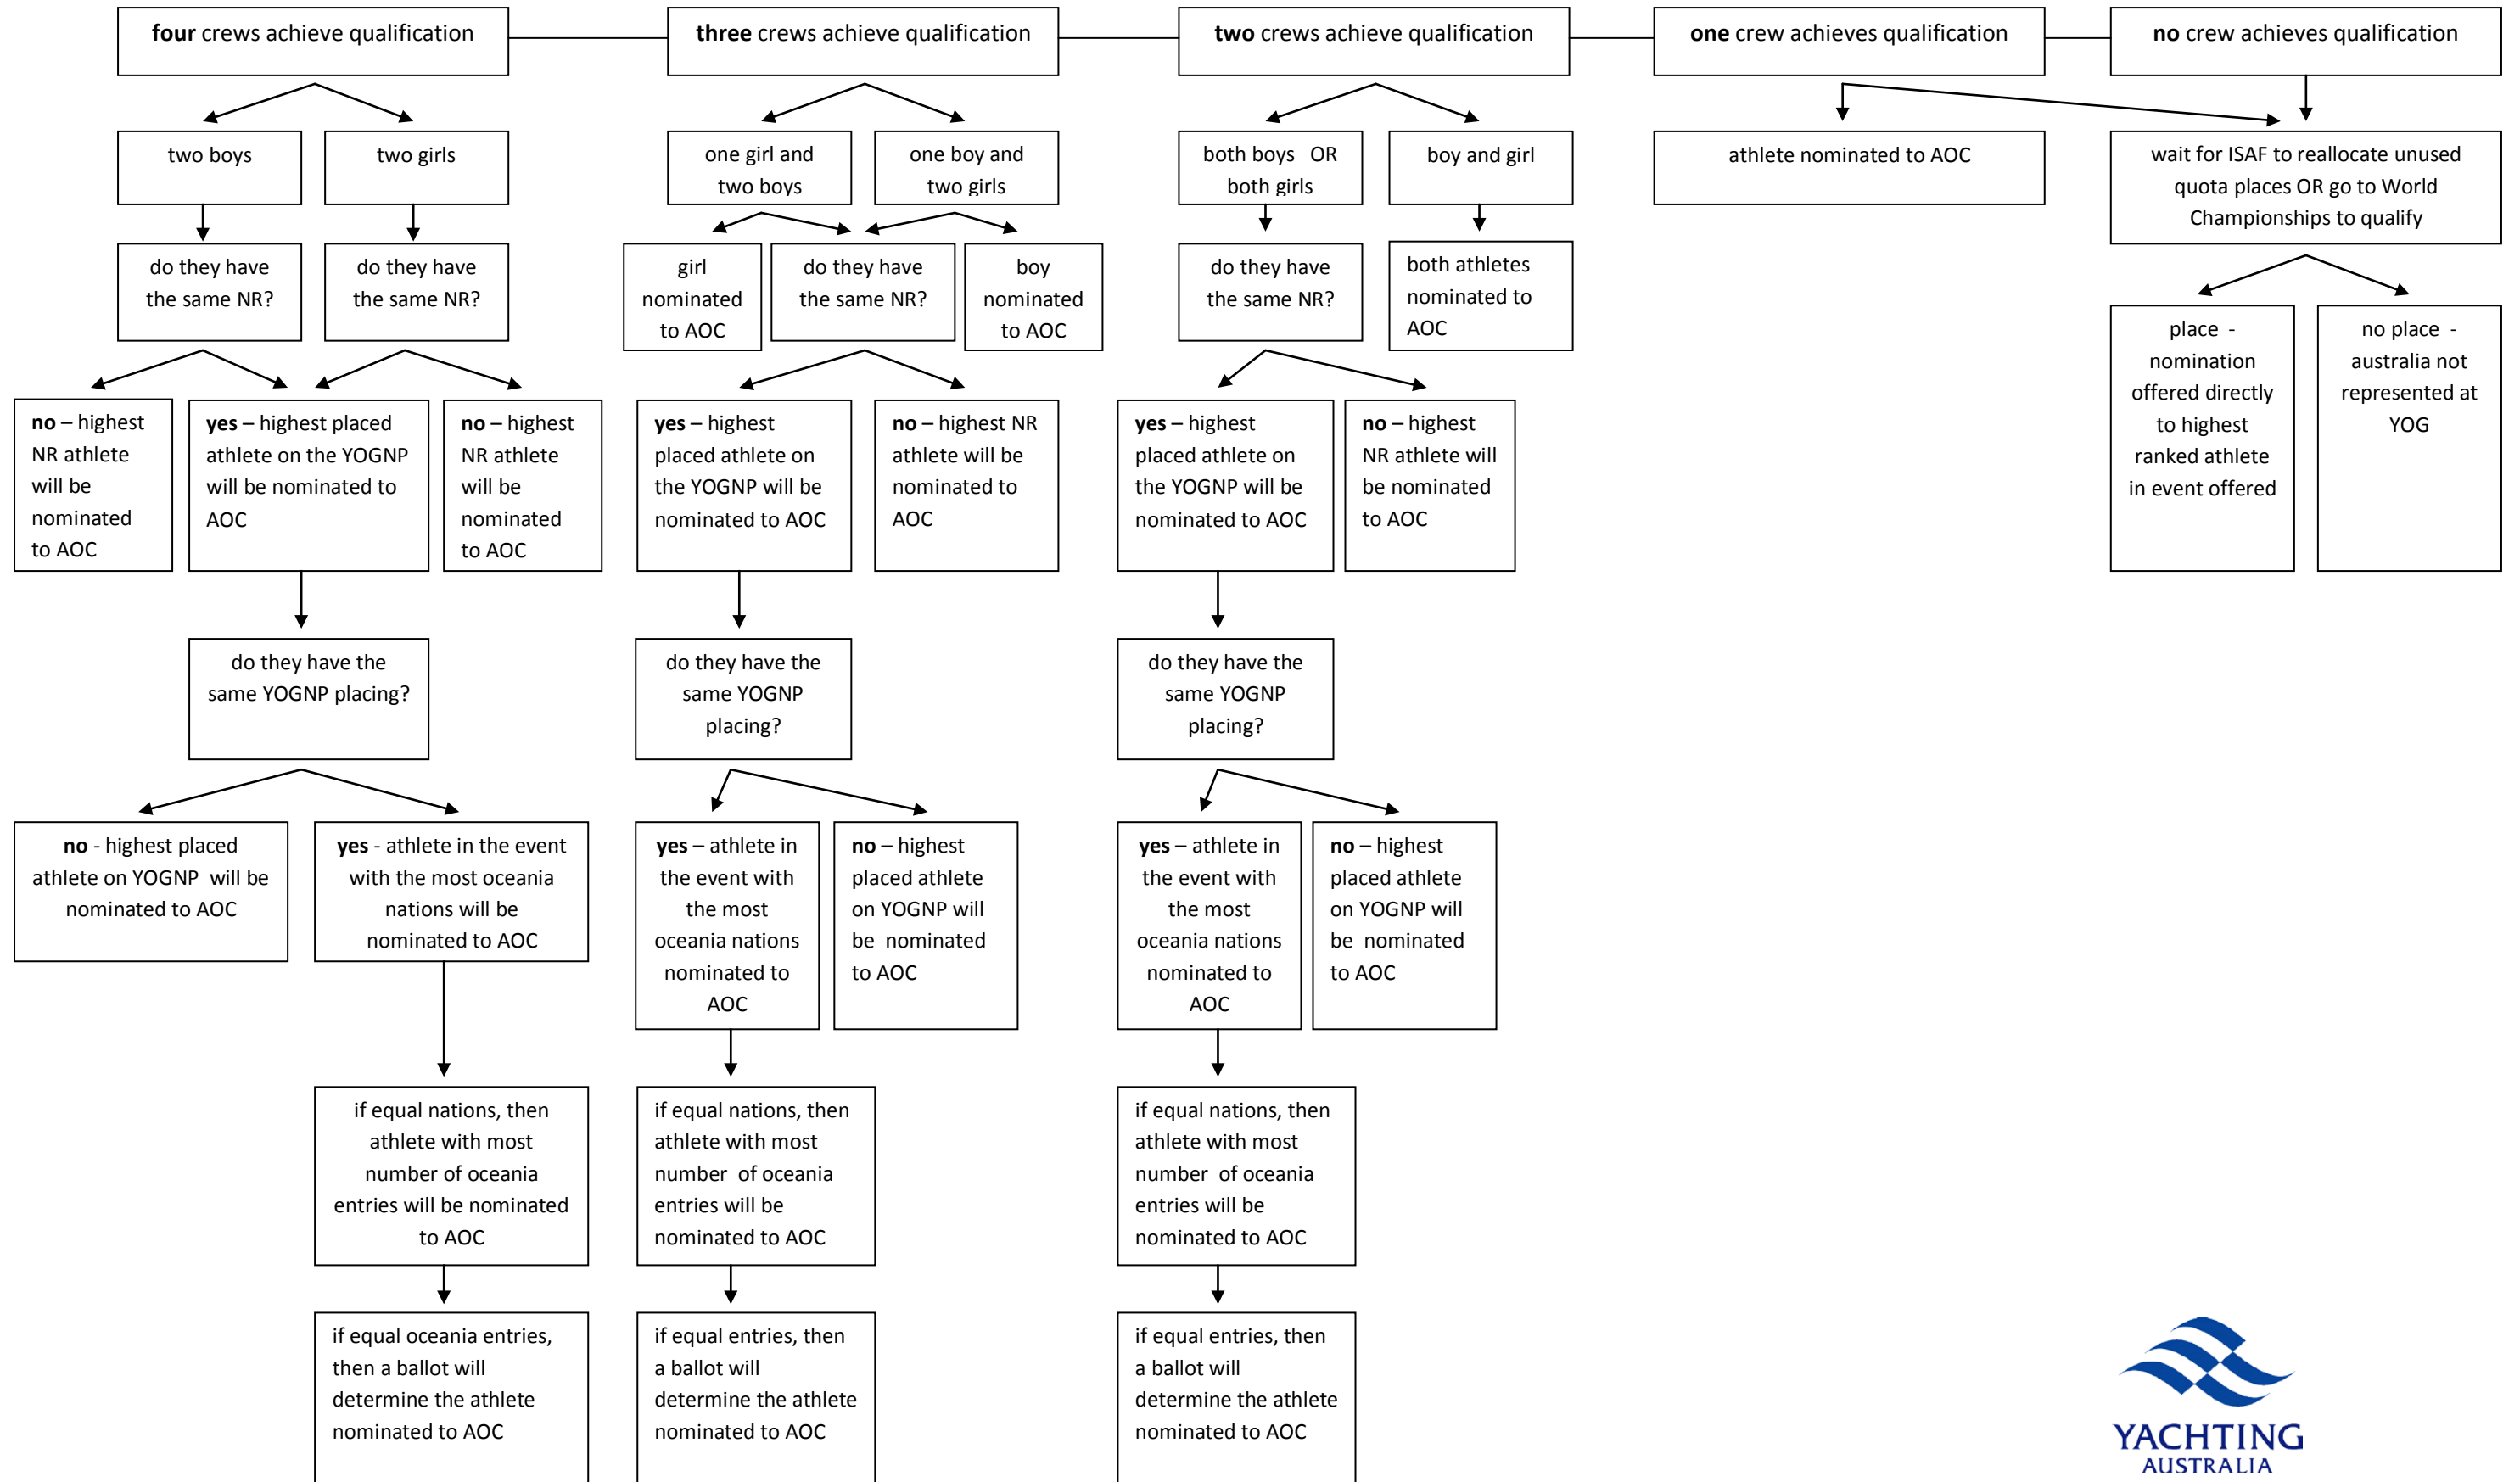 four crews achieve qualification
three crews achieve qualification
two crews achieve qualification
one crew achieves qualification
no crew achieves qualification
two boys
two girls
one girl and
two boys
one boy and
two girls
both boys OR
both girls
boy and girl
athlete nominated to AOC
wait for ISAF to reallocate unused
quota places OR go to World
Championships to qualify
do they have
the same NR?
do they have
the same NR?
girl
nominated
to AOC
do they have
the same NR?
boy
nominated
to AOC
do they have
the same NR?
both athletes
nominated to
AOC
place -
nomination
offered directly
to highest
ranked athlete
in event offered
no place -
australia not
represented at
YOG
no – highest
NR athlete
will be
nominated
to AOC
yes – highest placed
athlete on the YOGNP
will be nominated to
AOC
no – highest
NR athlete
will be
nominated
to AOC
yes – highest
placed athlete on
the YOGNP will be
nominated to AOC
no – highest NR
athlete will be
nominated to
AOC
yes – highest
placed athlete on
the YOGNP will be
nominated to AOC
no – highest
NR athlete will
be nominated
to AOC
do they have the
same YOGNP placing?
do they have the
same YOGNP
placing?
do they have the
same YOGNP
placing?
no - highest placed
athlete on YOGNP will be
nominated to AOC
yes - athlete in the event
with the most oceania
nations will be
nominated to AOC
yes – athlete in
the event with
the most
oceania nations
nominated to
AOC
no – highest
placed athlete
on YOGNP will
be nominated
to AOC
yes – athlete in
the event with
the most
oceania nations
nominated to
AOC
no – highest
placed athlete
on YOGNP will
be nominated
to AOC
if equal nations, then
athlete with most
number of oceania
entries will be nominated
to AOC
if equal nations, then
athlete with most
number of oceania
entries will be
nominated to AOC
if equal nations, then
athlete with most
number of oceania
entries will be
nominated to AOC
if equal oceania entries,
then a ballot will
determine the athlete
nominated to AOC
if equal entries, then
a ballot will
determine the athlete
nominated to AOC
if equal entries, then
a ballot will
determine the athlete
nominated to AOC
YACHTING
AUSTRALIA